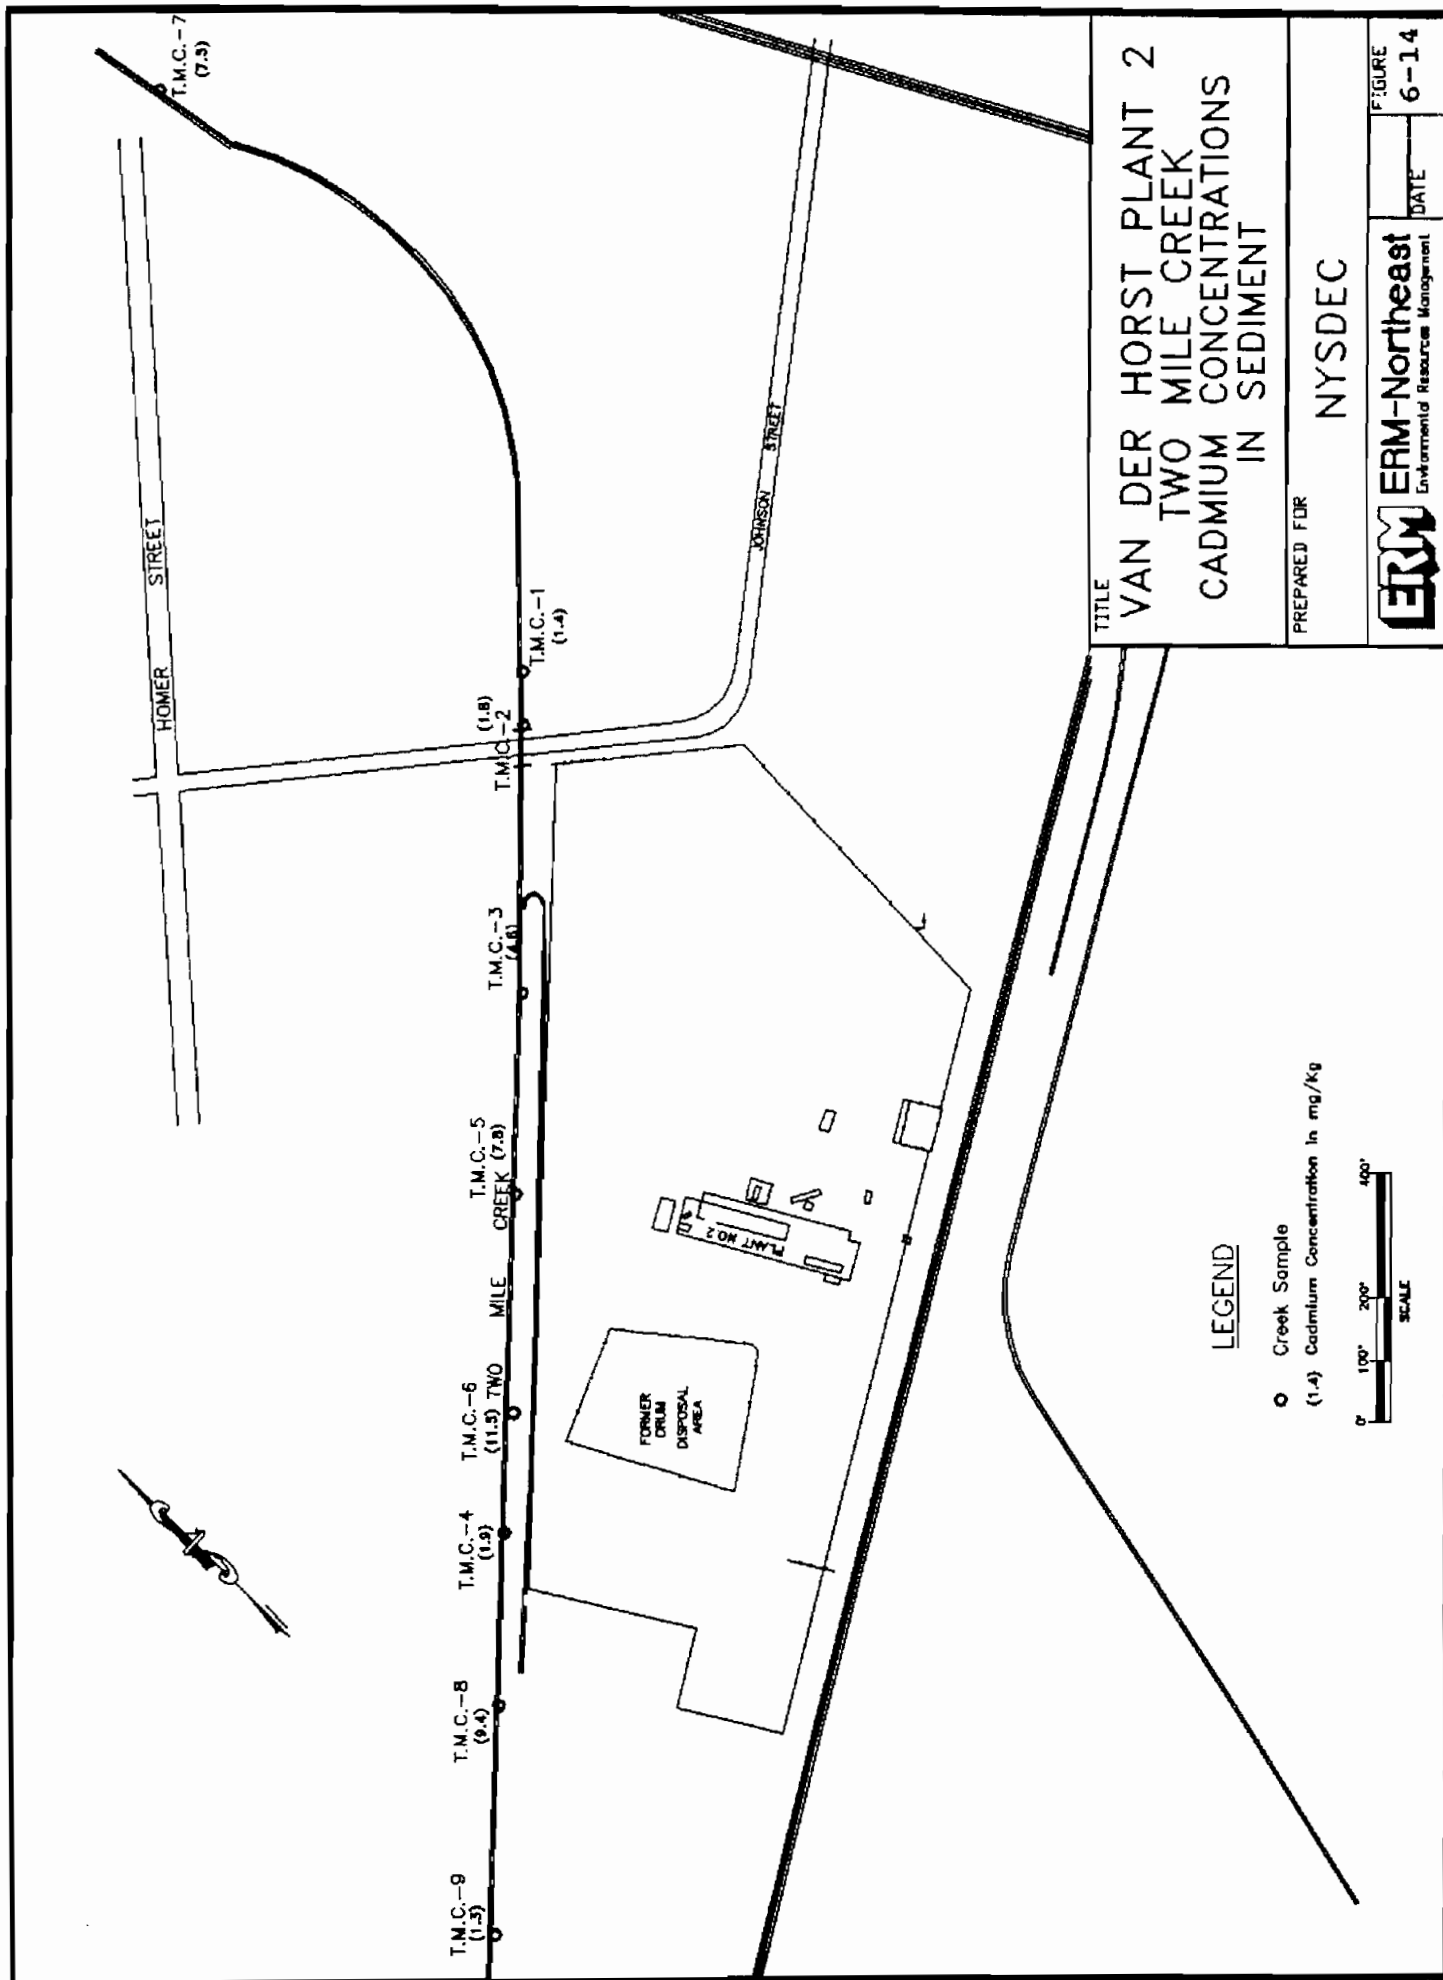 T.M.C.-9
(1.3)
T.M.C.-8
(9.4)
T.M.C.-4
(1.9)
T.M.C.-6
(11.3)
TWO MILE CREEK
T.M.C.-5
(7.8)
T.M.C.-3
(4.6)
T.M.C.-2
(1.8)
T.M.C.-1
(1.4)
T.M.C.-7
(7.3)
HOMER STREET
JOHNSON STREET
FORMER
DRUM
DISPOSAL
AREA
PLANT NO.2
LEGEND
Creek Sample
(1.4) Cadmium Concentration in mg/Kg
0' 100' 200' 400'
SCALE
TITLE
VAN DER HORST PLANT 2
TWO MILE CREEK
CADMIUM CONCENTRATIONS
IN SEDIMENT
PREPARED FOR
NYSDEC
ERM ERM-Northeast
Environmental Resources Management
DATE
FIGURE
6-14